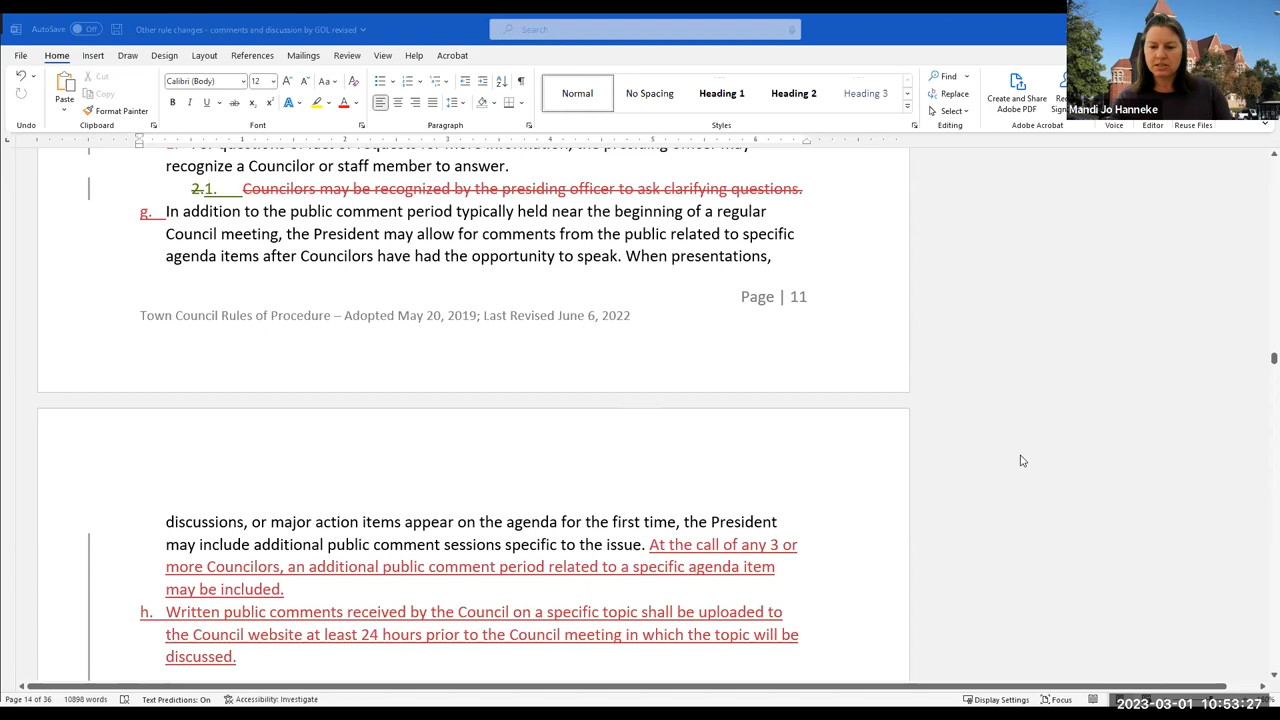 AutoSave Off Other rule changes - comments and discussion by GOL revised Search
File Home Insert Draw Design Layout References Mailings Review View Help Acrobat
Cut
Copy
Paste Format Painter
Calibri (Body) 12
Normal No Spacing Heading 1 Heading 2 Heading 3
Find
Replace
Select
Create and Share
Adobe PDF
Mandi Jo Hanneke
Undo Clipboard Font Paragraph Styles Editing Adobe Acrobat Voice Editor Reuse Files
recognize a Councilor or staff member to answer.
2.1. Councilors may be recognized by the presiding officer to ask clarifying questions.
g. In addition to the public comment period typically held near the beginning of a regular
Council meeting, the President may allow for comments from the public related to specific
agenda items after Councilors have had the opportunity to speak. When presentations,
Page | 11
Town Council Rules of Procedure – Adopted May 20, 2019; Last Revised June 6, 2022
discussions, or major action items appear on the agenda for the first time, the President
may include additional public comment sessions specific to the issue. At the call of any 3 or
more Councilors, an additional public comment period related to a specific agenda item
may be included.
h. Written public comments received by the Council on a specific topic shall be uploaded to
the Council website at least 24 hours prior to the Council meeting in which the topic will be
discussed.
Page 14 of 36 10898 words Text Predictions: On Accessibility: Investigate Display Settings Focus
2023-03-01 10:53:27